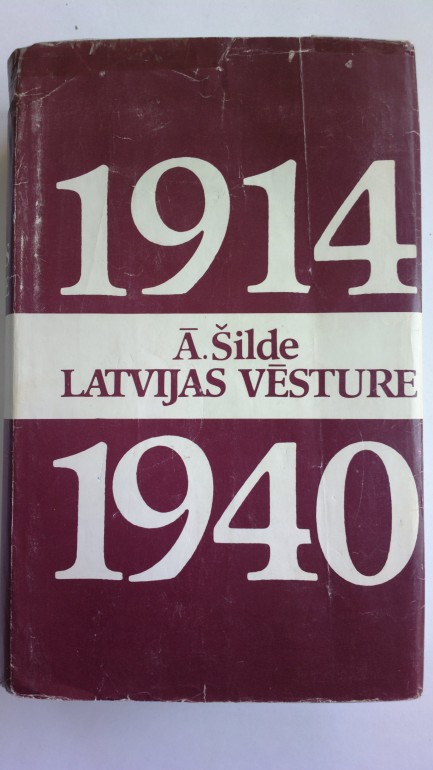 1914
Ā. Šilde
LATVIJAS VĒSTURE
1940